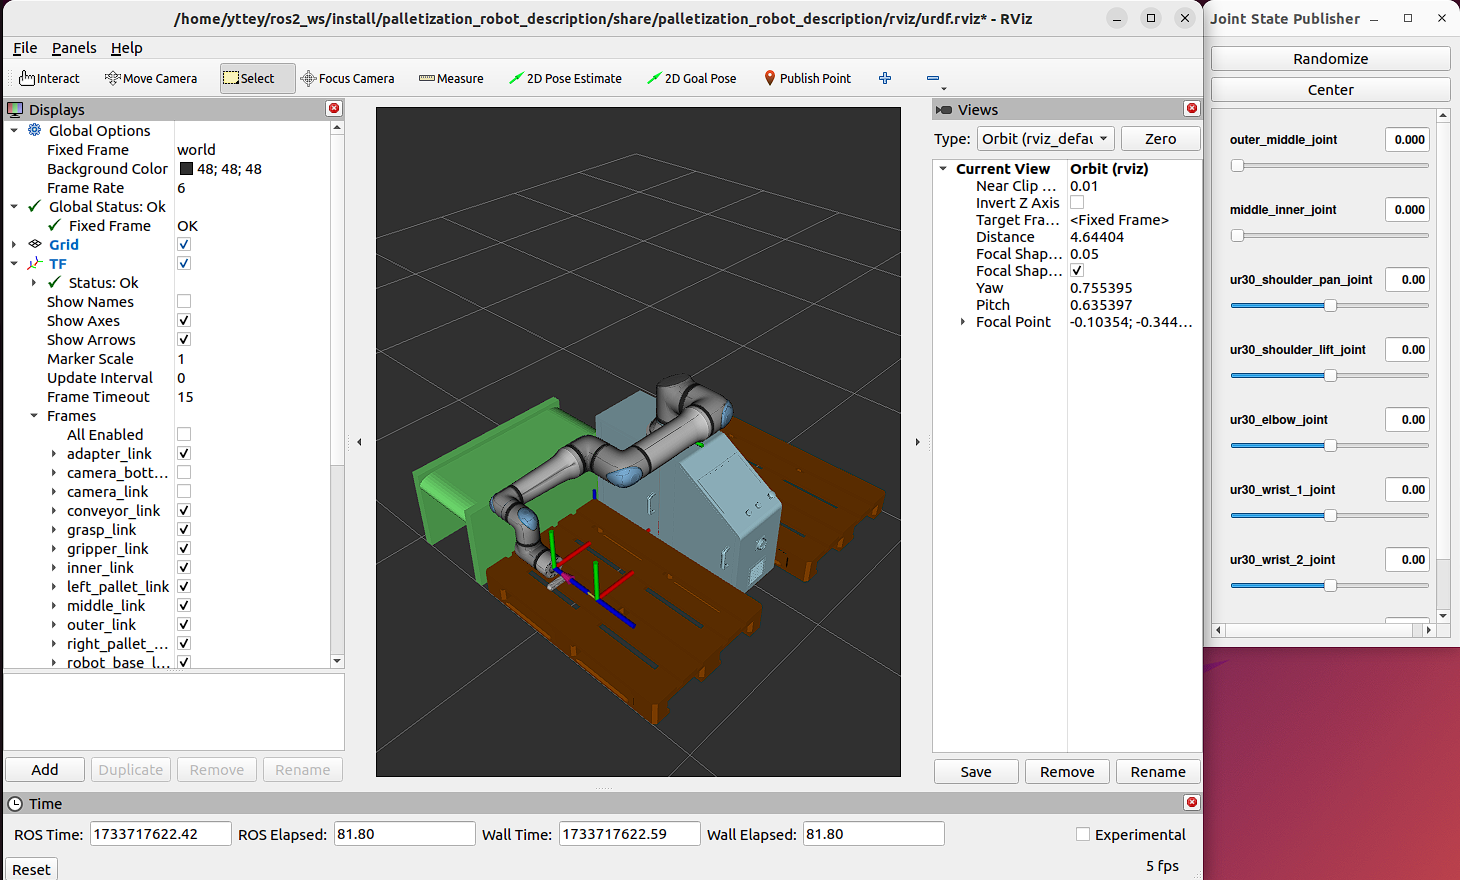 /home/yttey/ros2_ws/install/palletization_robot_description/share/palletization_robot_description/rviz/urdf.rviz* - RViz
File Panels Help
Interact Move Camera Select Focus Camera Measure 2D Pose Estimate 2D Goal Pose Publish Point
Displays
Global Options
Fixed Frame world
Background Color 48; 48; 48
Frame Rate 6
Global Status: Ok
Fixed Frame OK
Grid
TF
Status: Ok
Show Names
Show Axes
Show Arrows
Marker Scale 1
Update Interval 0
Frame Timeout 15
Frames
All Enabled
adapter_link
camera_bott...
camera_link
conveyor_link
grasp_link
gripper_link
inner_link
left_pallet_link
middle_link
outer_link
right_pallet_...
robot_base_l...
Add Duplicate Remove Rename
Views
Type: Orbit (rviz_defau Zero
Current View Orbit (rviz)
Near Clip ... 0.01
Invert Z Axis
Target Fra... <Fixed Frame>
Distance 4.64404
Focal Shap... 0.05
Focal Shap...
Yaw 0.755395
Pitch 0.635397
Focal Point -0.10354; -0.344...
Save Remove Rename
Time
ROS Time: 1733717622.42 ROS Elapsed: 81.80 Wall Time: 1733717622.59 Wall Elapsed: 81.80 Experimental
Reset 5 fps
Joint State Publisher
Randomize
Center
outer_middle_joint 0.000
middle_inner_joint 0.000
ur30_shoulder_pan_joint 0.00
ur30_shoulder_lift_joint 0.00
ur30_elbow_joint 0.00
ur30_wrist_1_joint 0.00
ur30_wrist_2_joint 0.00